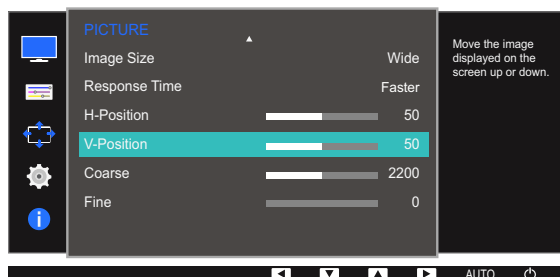 PICTURE
Image Size Wide
Response Time Faster
H-Position 50
V-Position 50
Coarse 2200
Fine 0
Move the image
displayed on the
screen up or down.
AUTO